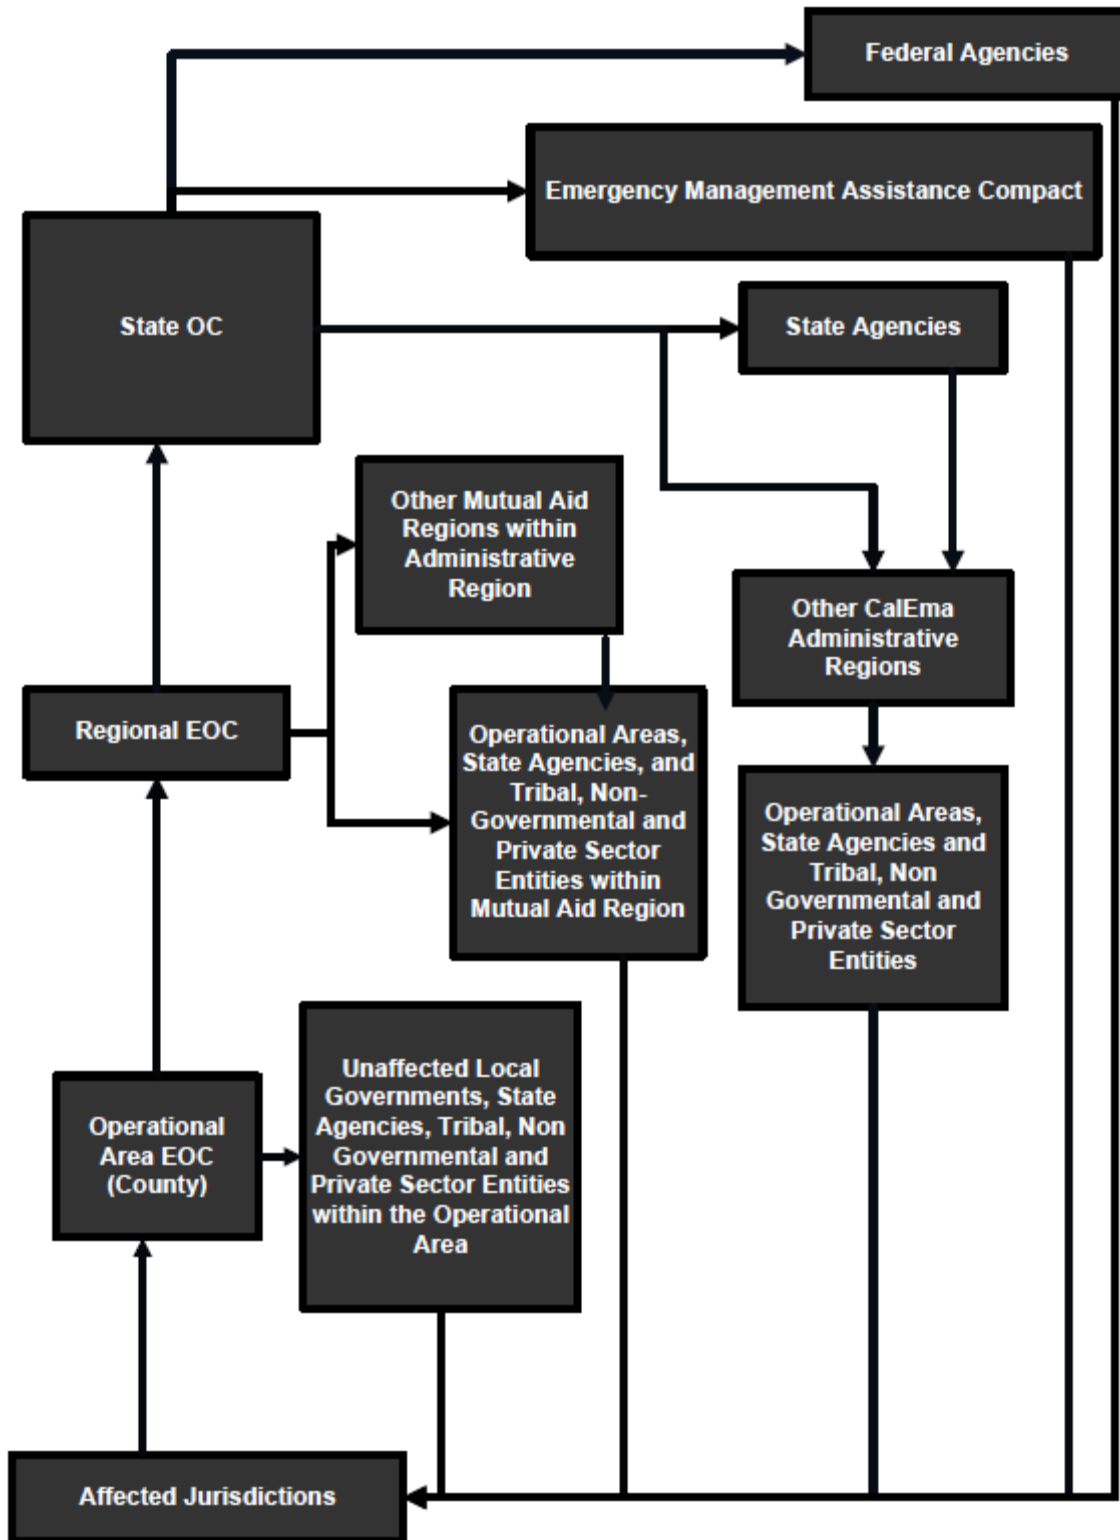 Federal Agencies
Emergency Management Assistance Compact
State OC
State Agencies
Other Mutual Aid
Regions within
Administrative
Region
Other CalEma
Administrative
Regions
Regional EOC
Operational Areas,
State Agencies, and
Tribal, Non-
Governmental and
Private Sector
Entities within
Mutual Aid Region
Operational Areas,
State Agencies and
Tribal, Non
Governmental and
Private Sector
Entities
Unaffected Local
Governments, State
Agencies, Tribal, Non
Governmental and
Private Sector Entities
within the Operational
Area
Operational
Area EOC
(County)
Affected Jurisdictions